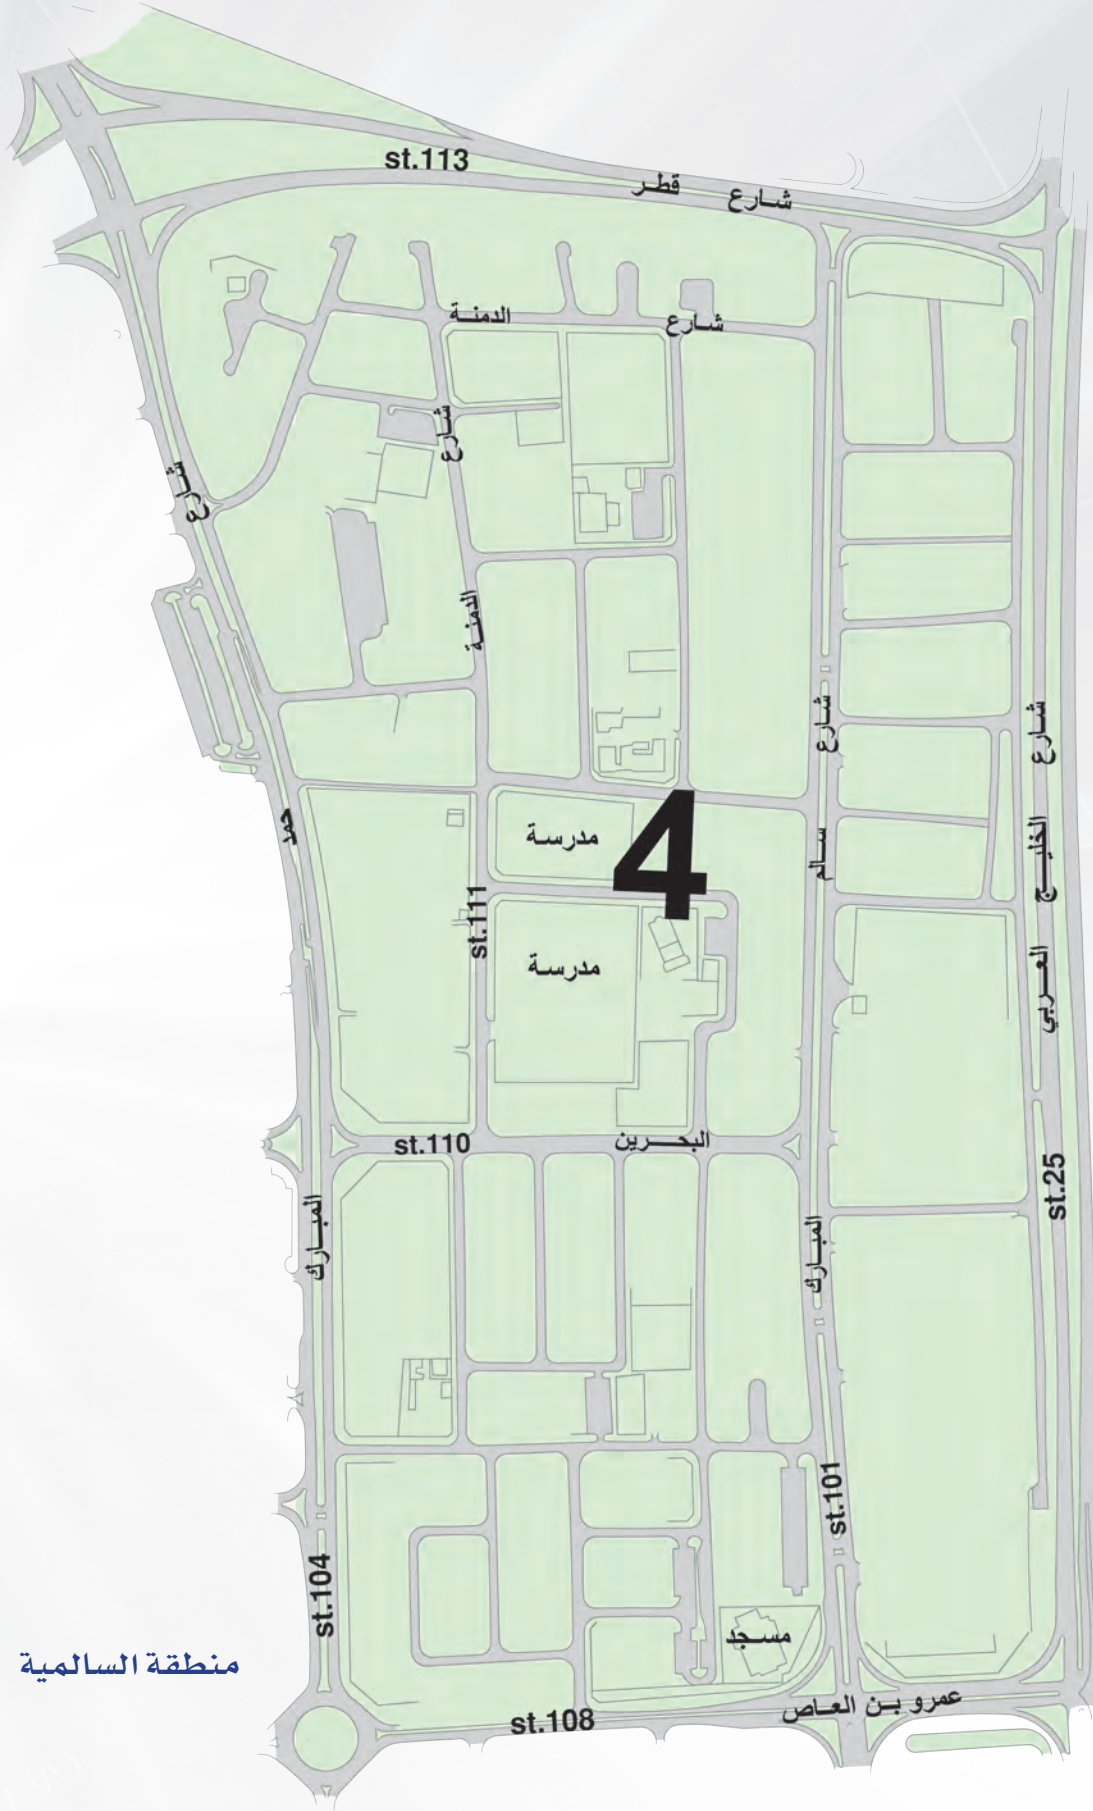 st.113
شارع قطر
شارع الدمنة
شارع الدمنة
شارع حمد المبارك
شارع سالم المبارك
شارع الخليج العربي
4
مدرسة
st.111
مدرسة
st.110
البحرين
st.25
st.101
st.104
مسجد
منطقة السالمية
عمرو بن العاص
st.108